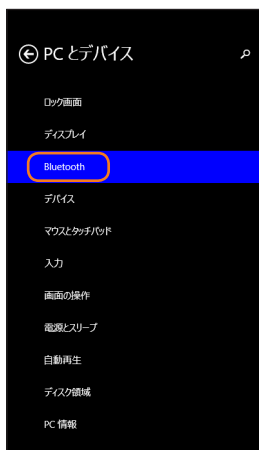 PC とデバイス
ロック画面
ディスプレイ
Bluetooth
デバイス
マウスとタッチパッド
入力
画面の操作
電源とスリープ
自動再生
ディスク領域
PC 情報